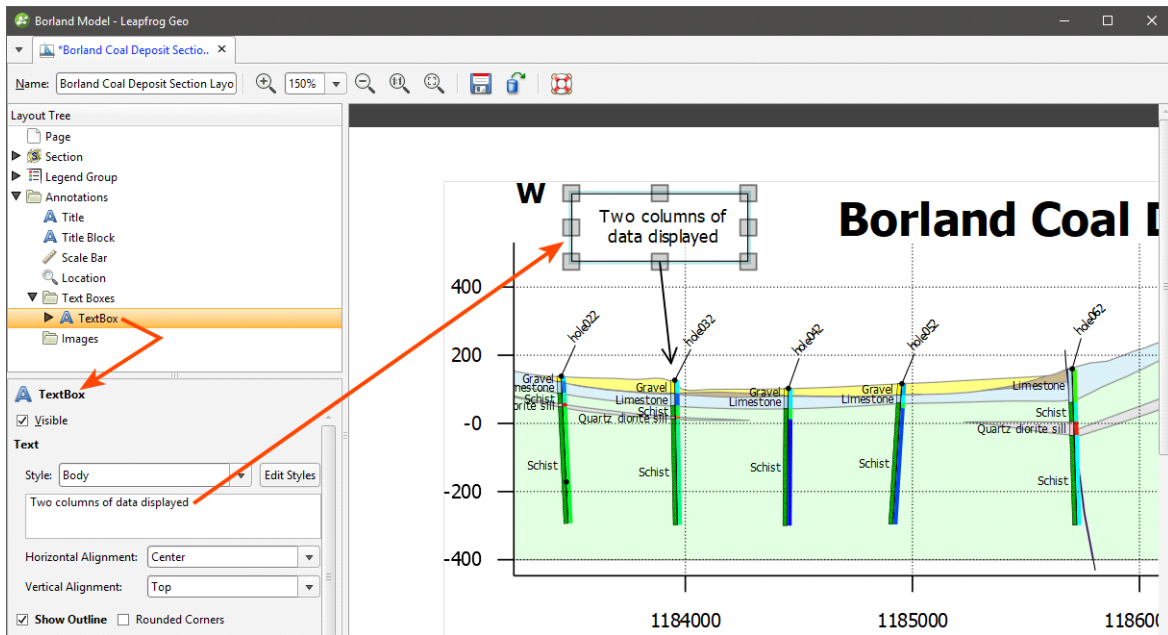 Borland Model - Leapfrog Geo
*Borland Coal Deposit Sectio..
Name: Borland Coal Deposit Section Layo 150%
Layout Tree
Page
Section
Legend Group
Annotations
Title
Title Block
Scale Bar
Location
Text Boxes
TextBox
Images
TextBox
Visible
Text
Style: Body Edit Styles
Two columns of data displayed
Horizontal Alignment: Center
Vertical Alignment: Top
Show Outline Rounded Corners
W
Two columns of
data displayed
Borland Coal D
400
200
-0
-200
-400
hole022
hole032
hole042
hole052
hole062
Gravel
mestone
Schist
orite sill
Schist
Gravel
Limestone
Schist
Quartz diorite sill
Schist
Gravel
Limestone
Schist
Gravel
Limestone
Schist
Limestone
Schist
Quartz diorite sill
Schist
1184000
1185000
118600